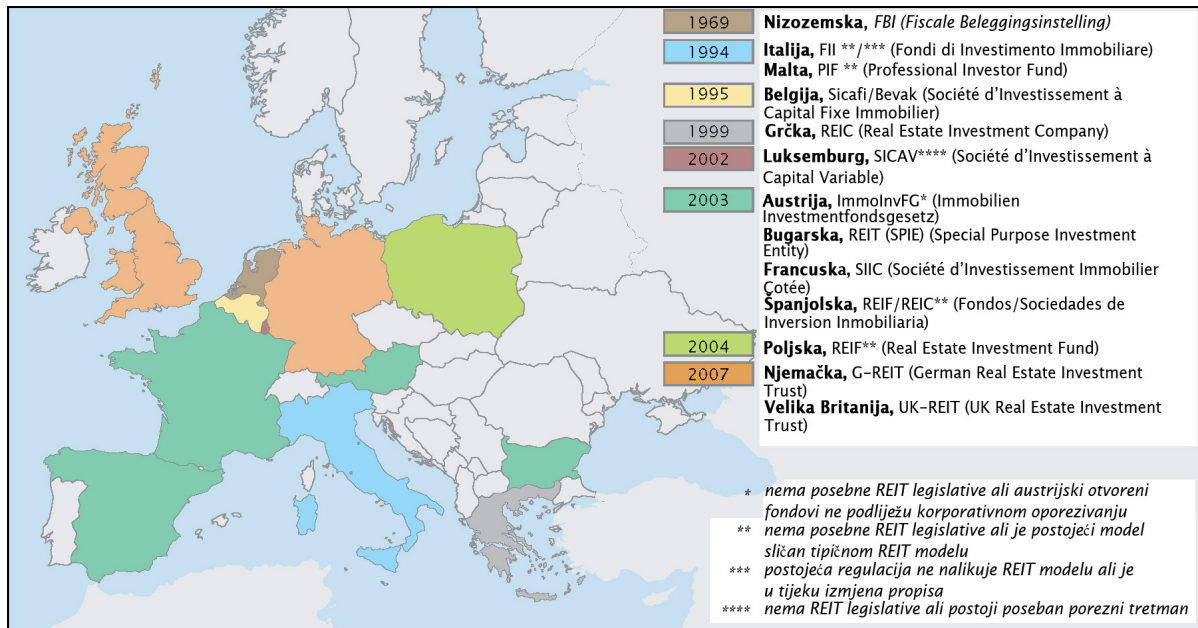 1969 Nizozemska, FBI (Fiscale Beleggingsinstelling)
1994 Italija, FII **/*** (Fondi di Investimento Immobiliare)
Malta, PIF ** (Professional Investor Fund)
1995 Belgija, Sicafi/Bevak (Société d’Investissement à
Capital Fixe Immobilier)
1999 Grčka, REIC (Real Estate Investment Company)
2002 Luksemburg, SICAV**** (Société d’Investissement à
Capital Variable)
2003 Austrija, ImmoInvFG* (Immobilien
Investmentfondsgesetz)
Bugarska, REIT (SPIE) (Special Purpose Investment
Entity)
Francuska, SIIC (Société d’Investissement Immobilier
Cotée)
Španjolska, REIF/REIC** (Fondos/Sociedades de
Inversion Inmobiliaria)
2004 Poljska, REIF** (Real Estate Investment Fund)
2007 Njemačka, G-REIT (German Real Estate Investment
Trust)
Velika Britanija, UK-REIT (UK Real Estate Investment
Trust)
* nema posebne REIT legislative ali austrijski otvoreni
fondovi ne podliježu korporativnom oporezivanju
** nema posebne REIT legislative ali je postojeći model
sličan tipičnom REIT modelu
*** postojeća regulacija ne nalikuje REIT modelu ali je
u tijeku izmjena propisa
**** nema REIT legislative ali postoji poseban porezni tretman